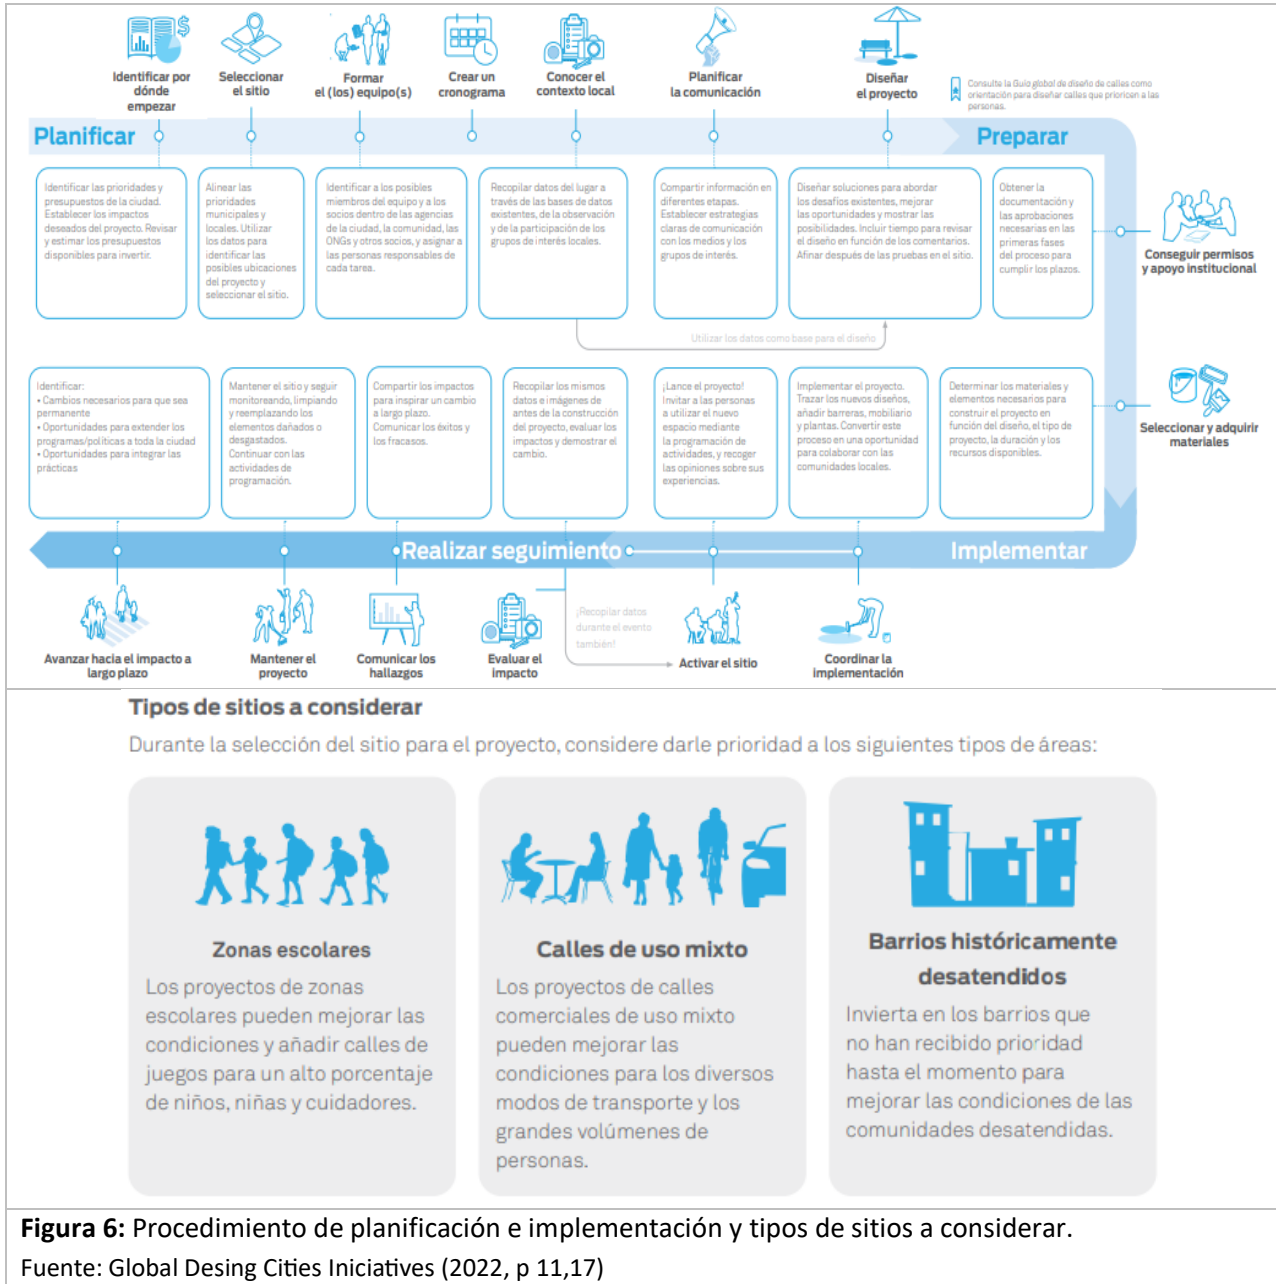 Identificar por
dónde
empezar
Seleccionar
el sitio
Formar
el (los) equipo(s)
Crear un
cronograma
Conocer el
contexto local
Planificar
la comunicación
Diseñar
el proyecto
Consulte la Guía global de diseño de calles como
orientación para diseñar calles que prioricen a las
personas.
Planificar
Preparar
Identificar las prioridades y
presupuestos de la ciudad.
Establecer los impactos
deseados del proyecto. Revisar
y estimar los presupuestos
disponibles para invertir.
Alinear las
prioridades
municipales y
locales. Utilizar
los datos para
identificar las
posibles ubicaciones
del proyecto y
seleccionar el sitio.
Identificar a los posibles
miembros del equipo y a los
socios dentro de las agencias
de la ciudad, la comunidad, las
ONGs y otros socios, y asignar a
las personas responsables de
cada tarea.
Recopilar datos del lugar a
través de las bases de datos
existentes, de la observación
y de la participación de los
grupos de interés locales.
Compartir información en
diferentes etapas.
Establecer estrategias
claras de comunicación
con los medios y los
grupos de interés.
Diseñar soluciones para abordar
los desafíos existentes, mejorar
las oportunidades y mostrar las
posibilidades. Incluir tiempo para revisar
el diseño en función de los comentarios.
Afinar después de las pruebas en el sitio.
Obtener la
documentación y
las aprobaciones
necesarias en las
primeras fases
del proceso para
cumplir los plazos.
Conseguir permisos
y apoyo institucional
Utilizar los datos como base para el diseño
Identificar:
• Cambios necesarios para que sea
permanente
• Oportunidades para extender los
programas/políticas a toda la ciudad
• Oportunidades para integrar las
prácticas
Mantener el sitio y seguir
monitoreando, limpiando
y reemplazando los
elementos dañados o
desgastados.
Continuar con las
actividades de
programación.
Compartir los impactos
para inspirar un cambio
a largo plazo.
Comunicar los éxitos y
los fracasos.
Recopilar los mismos
datos e imágenes de
antes de la construcción
del proyecto, evaluar los
impactos y demostrar el
cambio.
¡Lance el proyecto!
Invitar a las personas
a utilizar el nuevo
espacio mediante
la programación de
actividades, y recoger
las opiniones sobre sus
experiencias.
Implementar el proyecto.
Trazar los nuevos diseños,
añadir barreras, mobiliario
y plantas. Convertir este
proceso en una oportunidad
para colaborar con las
comunidades locales.
Determinar los materiales y
elementos necesarios para
construir el proyecto en
función del diseño, el tipo de
proyecto, la duración y los
recursos disponibles.
Seleccionar y adquirir
materiales
Realizar seguimiento
Implementar
Avanzar hacia el impacto a
largo plazo
Mantener el
proyecto
Comunicar los
hallazgos
Evaluar el
impacto
¡Recopilar datos
durante el evento
también!
Activar el sitio
Coordinar la
implementación
Tipos de sitios a considerar
Durante la selección del sitio para el proyecto, considere darle prioridad a los siguientes tipos de áreas:
Zonas escolares
Los proyectos de zonas
escolares pueden mejorar las
condiciones y añadir calles de
juegos para un alto porcentaje
de niños, niñas y cuidadores.
Calles de uso mixto
Los proyectos de calles
comerciales de uso mixto
pueden mejorar las
condiciones para los diversos
modos de transporte y los
grandes volúmenes de
personas.
Barrios históricamente
desatendidos
Invierta en los barrios que
no han recibido prioridad
hasta el momento para
mejorar las condiciones de las
comunidades desatendidas.
Figura 6: Procedimiento de planificación e implementación y tipos de sitios a considerar.
Fuente: Global Desing Cities Iniciatives (2022, p 11,17)